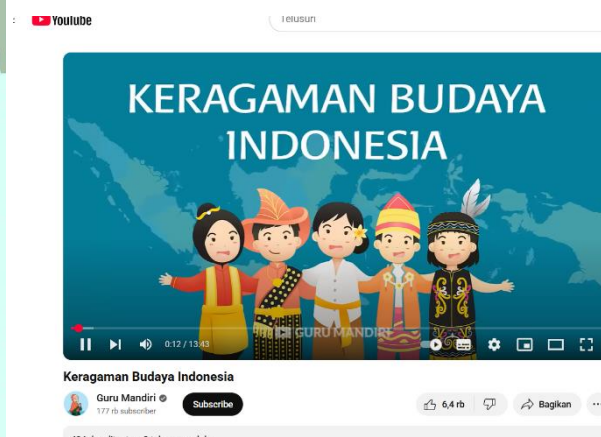 YouTube
Telusuri
KERAGAMAN BUDAYA
INDONESIA
GURU MANDIRI
0:12 / 13:43
Keragaman Budaya Indonesia
Guru Mandiri
177 rb subscriber
Subscribe
6,4 rb
Bagikan